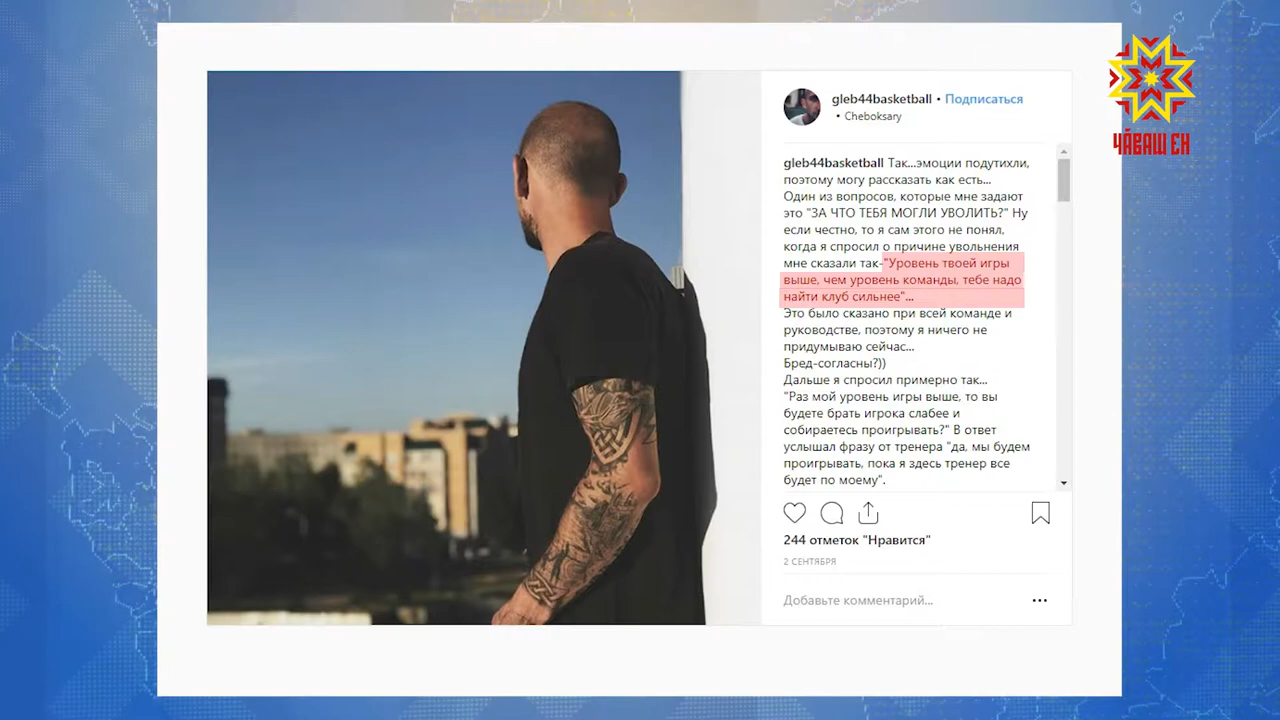 ЧӐВАШ ЕН
gleb44basketball • Подписаться
• Cheboksary
gleb44basketball Так...эмоции подутихли,
поэтому могу рассказать как есть...
Один из вопросов, которые мне задают
это "ЗА ЧТО ТЕБЯ МОГЛИ УВОЛИТЬ?" Ну
если честно, то я сам этого не понял,
когда я спросил о причине увольнения
мне сказали так-"Уровень твоей игры
выше, чем уровень команды, тебе надо
найти клуб сильнее"...
Это было сказано при всей команде и
руководстве, поэтому я ничего не
придумываю сейчас...
Бред-согласны?))
Дальше я спросил примерно так...
"Раз мой уровень игры выше, то вы
будете брать игрока слабее и
собираетесь проигрывать?" В ответ
услышал фразу от тренера "да, мы будем
проигрывать, пока я здесь тренер все
будет по моему".
244 отметок "Нравится"
2 СЕНТЯБРЯ
Добавьте комментарий...